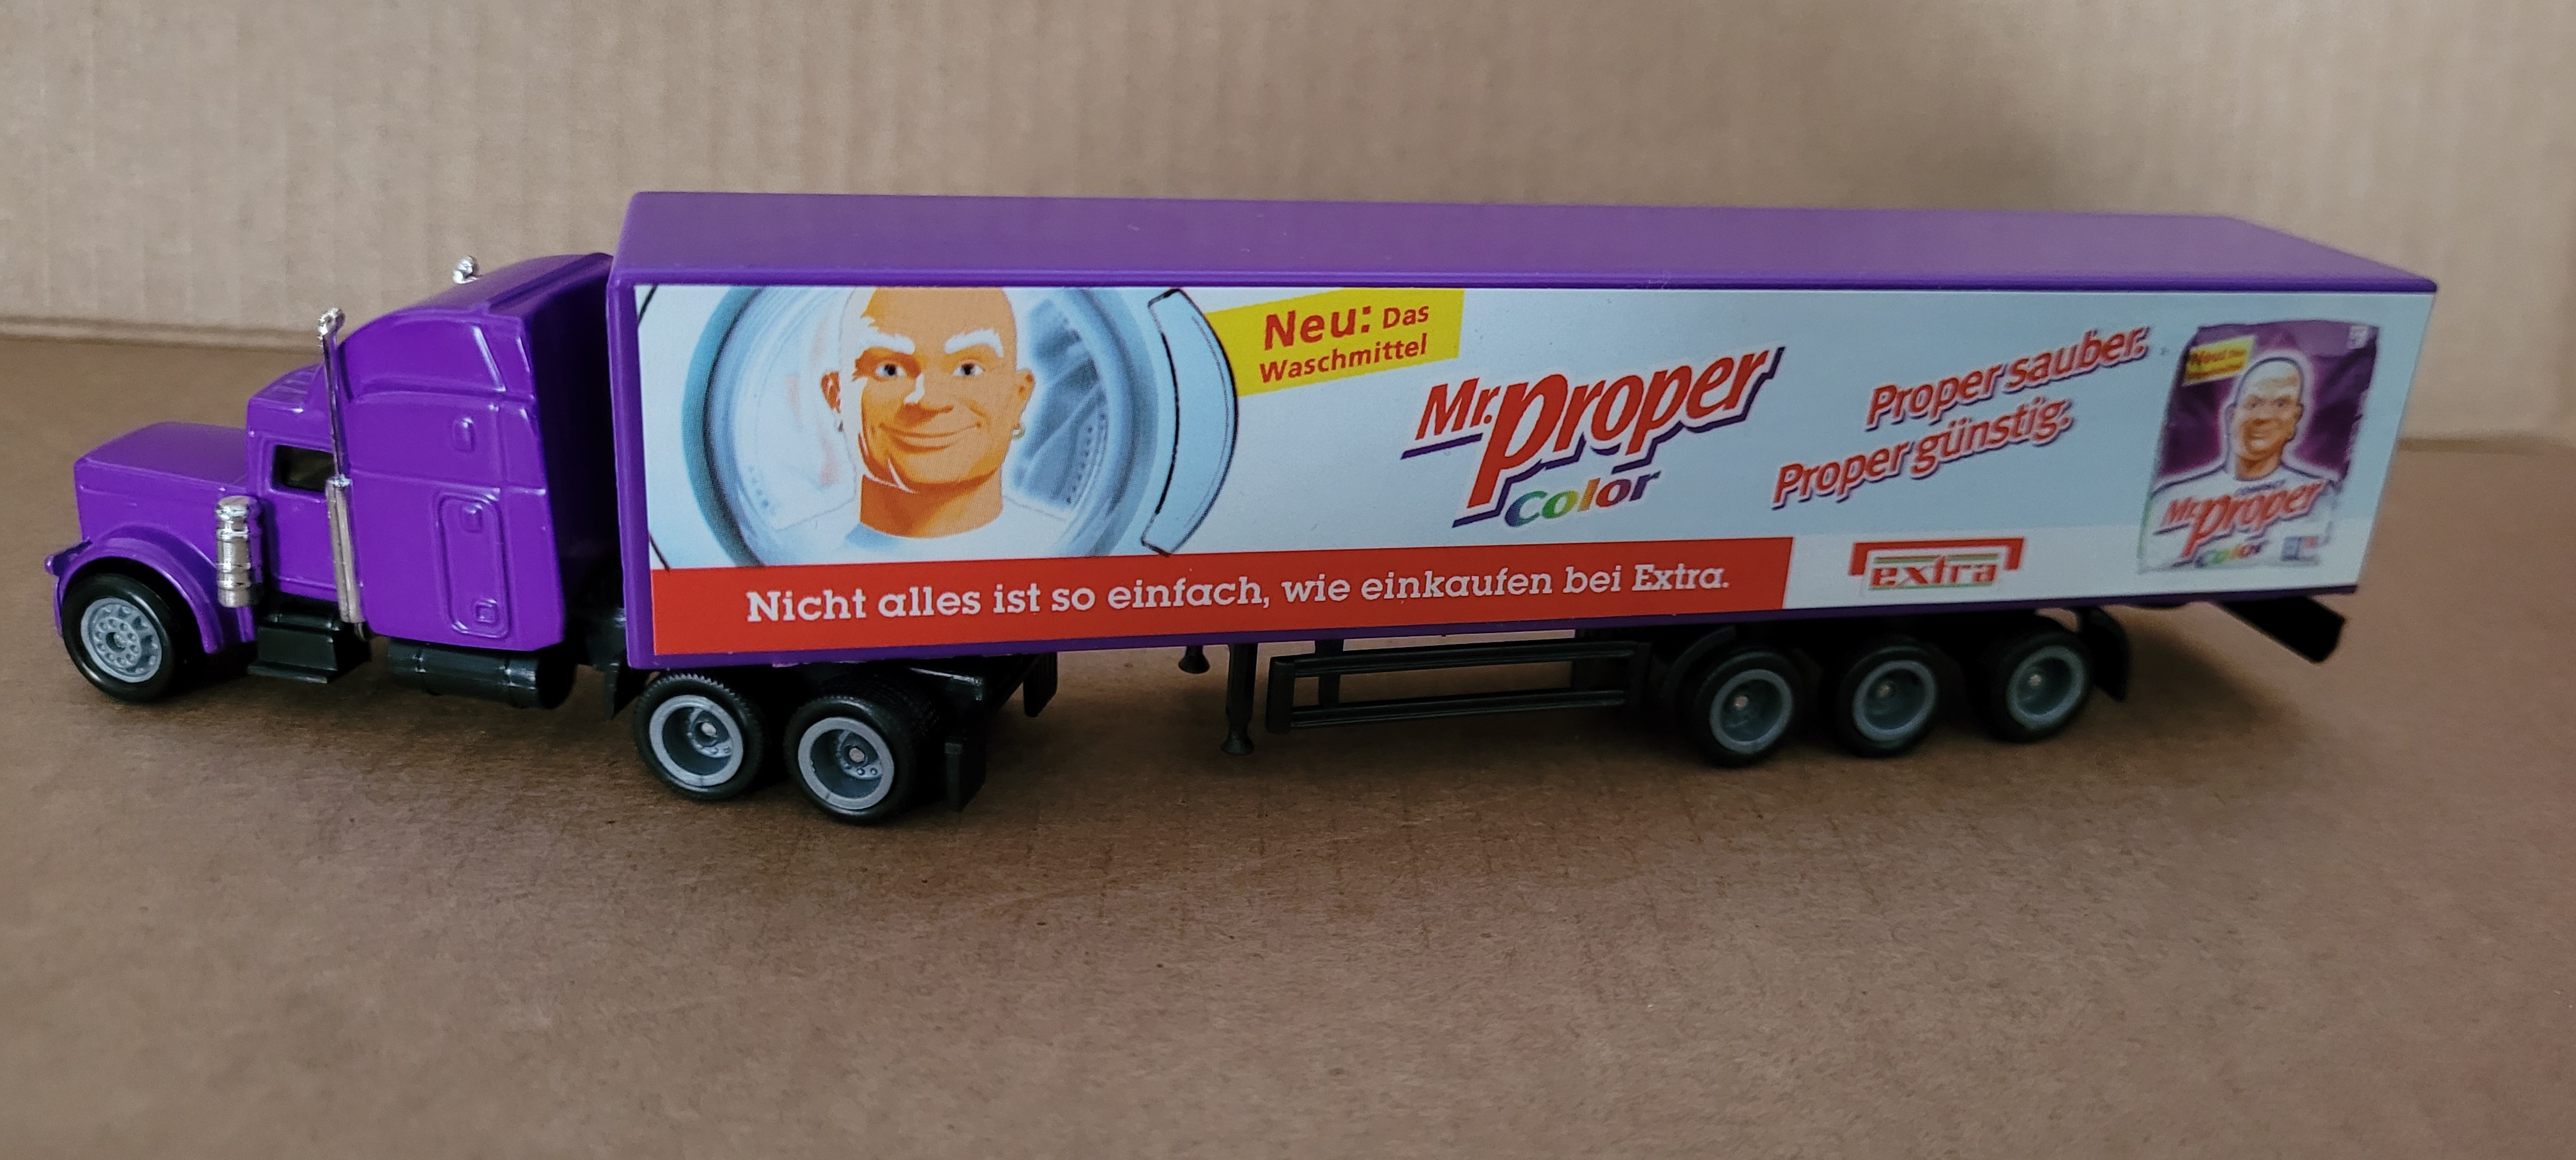 Neu: Das
Waschmittel
Mr. Proper
Color
Proper sauber.
Proper günstig.
Nicht alles ist so einfach, wie einkaufen bei Extra.
extra
Mr. Proper
Color